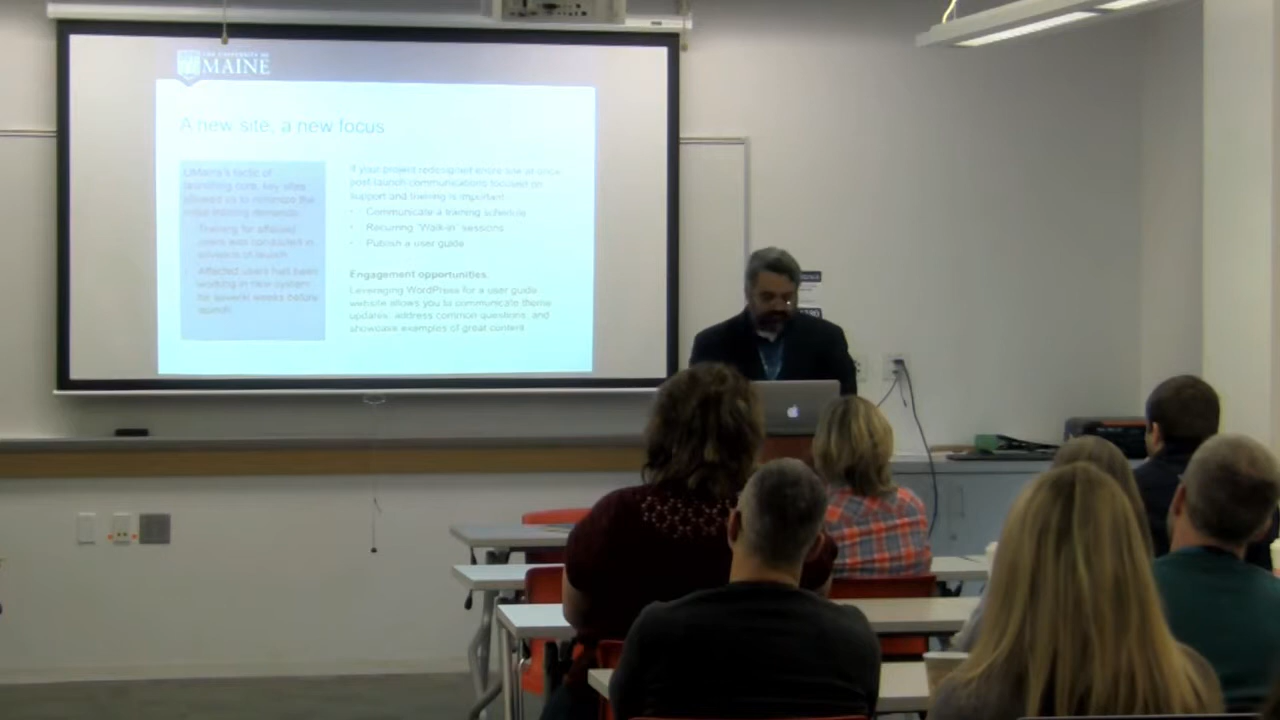 THE UNIVERSITY OF
MAINE
A new site, a new focus
UMaine's tactic of
launching core, key sites
allowed us to minimize the
initial training demands.
Training for affected
users was conducted in
advance of launch.
Affected users had been
working in new system
for several weeks before
launch.
If your project redesigns entire site at once,
post-launch communications focused on
support and training is important.
• Communicate a training schedule
• Recurring "Walk-in" sessions
• Publish a user guide
Engagement opportunities
Leveraging WordPress for a user guide
website allows you to communicate theme
updates, address common questions, and
showcase examples of great content